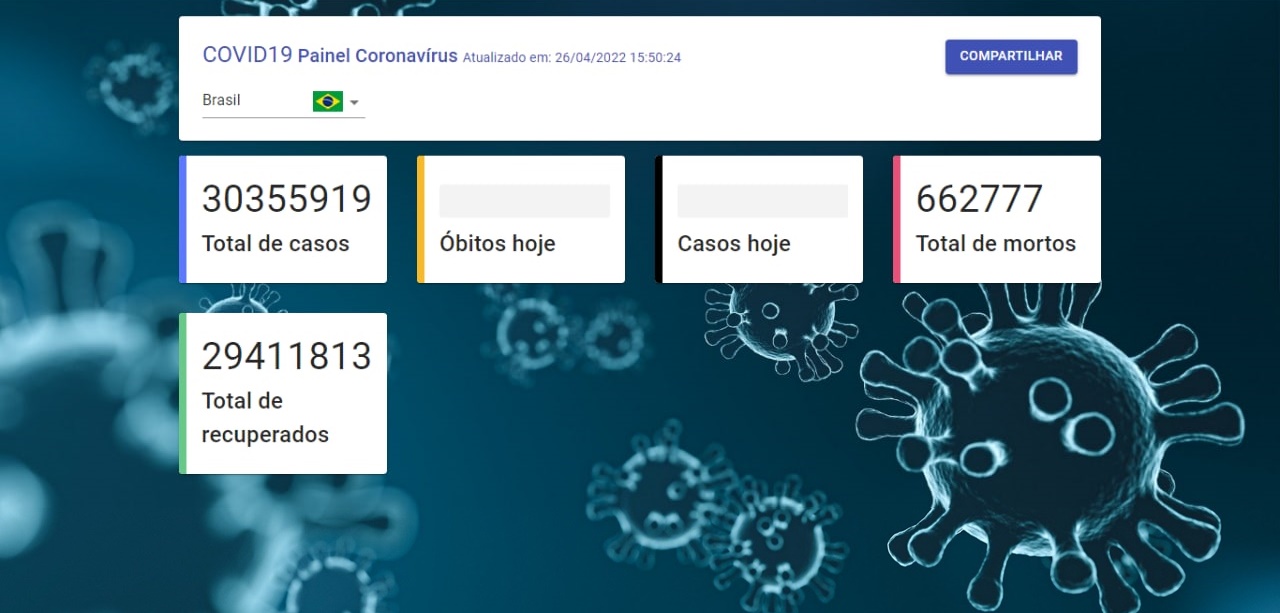 COVID19 Painel Coronavírus Atualizado em: 26/04/2022 15:50:24
COMPARTILHAR
Brasil
30355919
Total de casos
Óbitos hoje
Casos hoje
662777
Total de mortos
29411813
Total de
recuperados